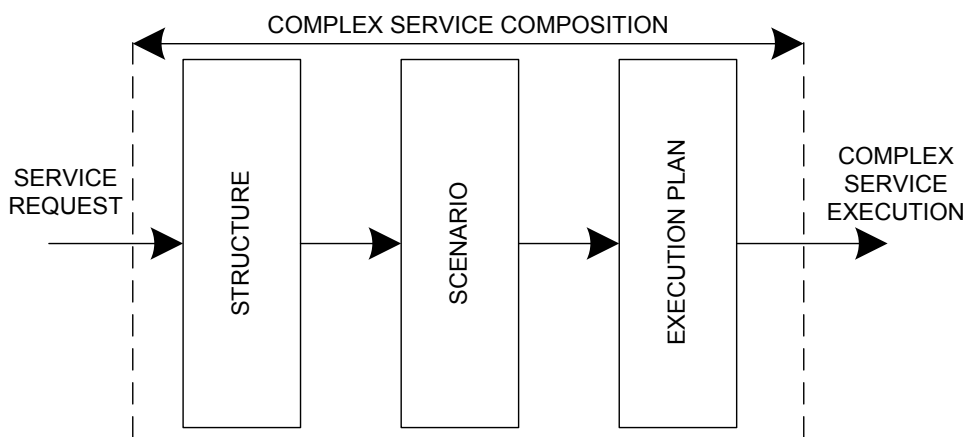 COMPLEX SERVICE COMPOSITION
SERVICE
REQUEST
STRUCTURE
SCENARIO
EXECUTION PLAN
COMPLEX
SERVICE
EXECUTION